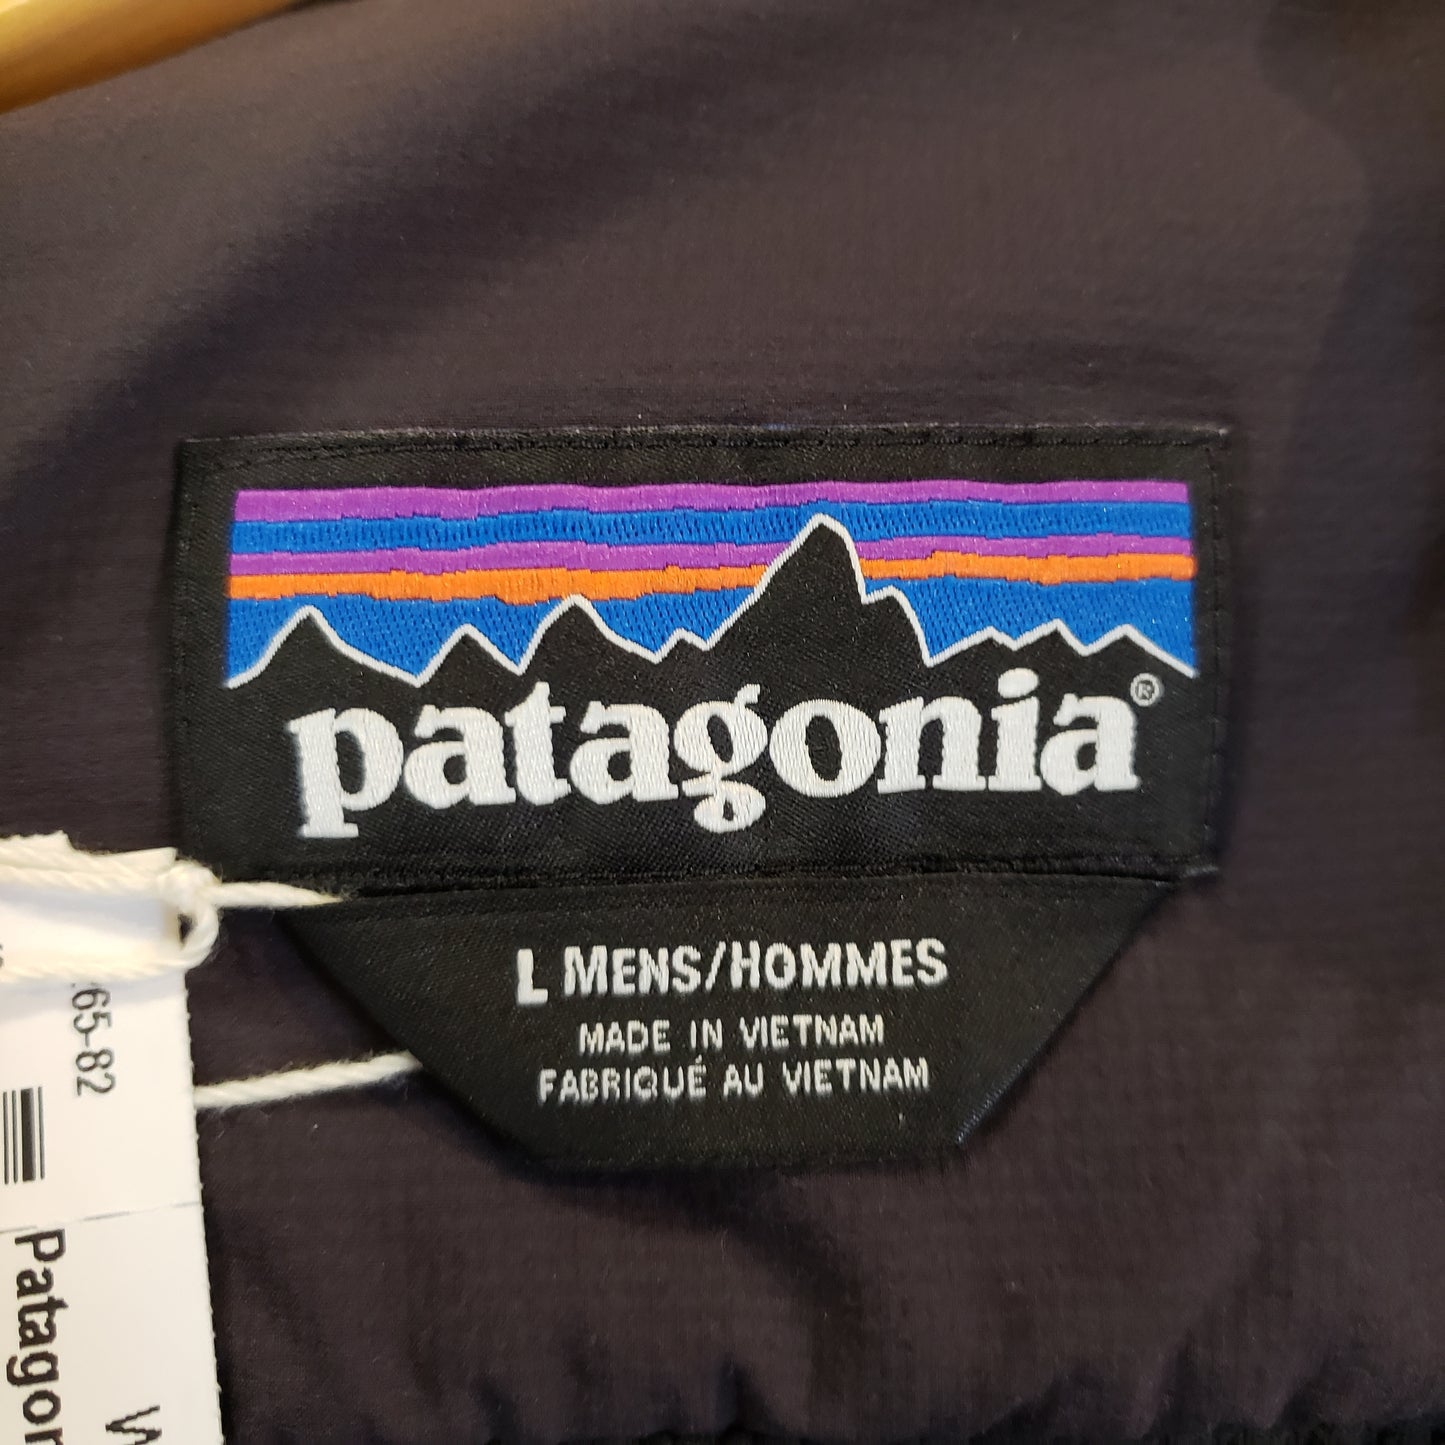 patagonia®
L MENS/HOMMES
MADE IN VIETNAM
FABRIQUÉ AU VIETNAM
65-82
Patagon